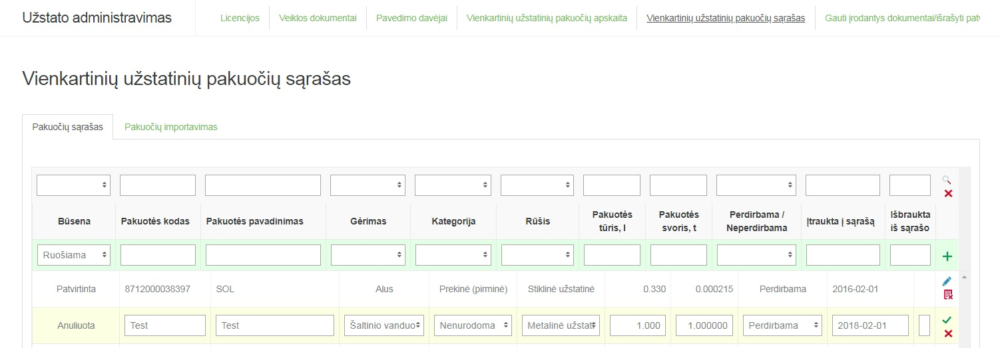 Užstato administravimas Licencijos Veiklos dokumentai Pavedimo davėjai Vienkartinių užstatinių pakuočių apskaita Vienkartinių užstatinių pakuočių sąrašas Gauti įrodantys dokumentai/išrašyti patv
Vienkartinių užstatinių pakuočių sąrašas
Pakuočių sąrašas Pakuočių importavimas
Būsena Pakuotės kodas Pakuotės pavadinimas Gėrimas Kategorija Rūšis Pakuotės tūris, l Pakuotės svoris, t Perdirbama / Neperdirbama Įtraukta į sąrašą Išbraukta iš sąrašo
Ruošiama
Patvirtinta 8712000038397 SOL Alus Prekinė (pirminė) Stiklinė užstatinė 0.330 0.000215 Perdirbama 2016-02-01
Anuliuota Test Test Šaltinio vanduo Nenurodoma Metalinė užstat 1.000 1.000000 Perdirbama 2018-02-01